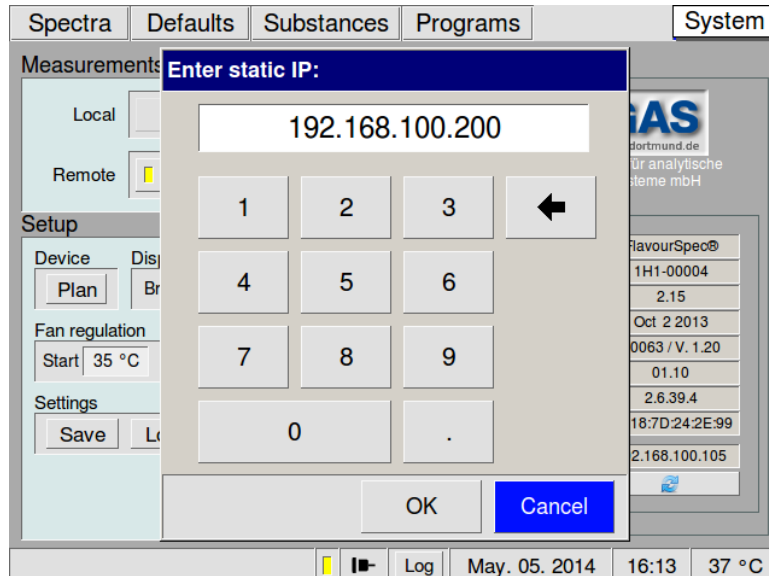 Spectra Defaults Substances Programs System
Measurements
Enter static IP:
Local
192.168.100.200
GAS
dortmund.de
für analytische
Remote
steme mbH
1 2 3
Setup
Device
FlavourSpec®
1H1-00004
Plan
4 5 6
2.15
Fan regulation
Oct 2 2013
Start 35 °C
7 8 9
0063 / V. 1.20
01.10
Settings
2.6.39.4
Save
0 .
18:7D:24:2E:99
2.168.100.105
OK Cancel
Log May. 05. 2014 16:13 37 °C